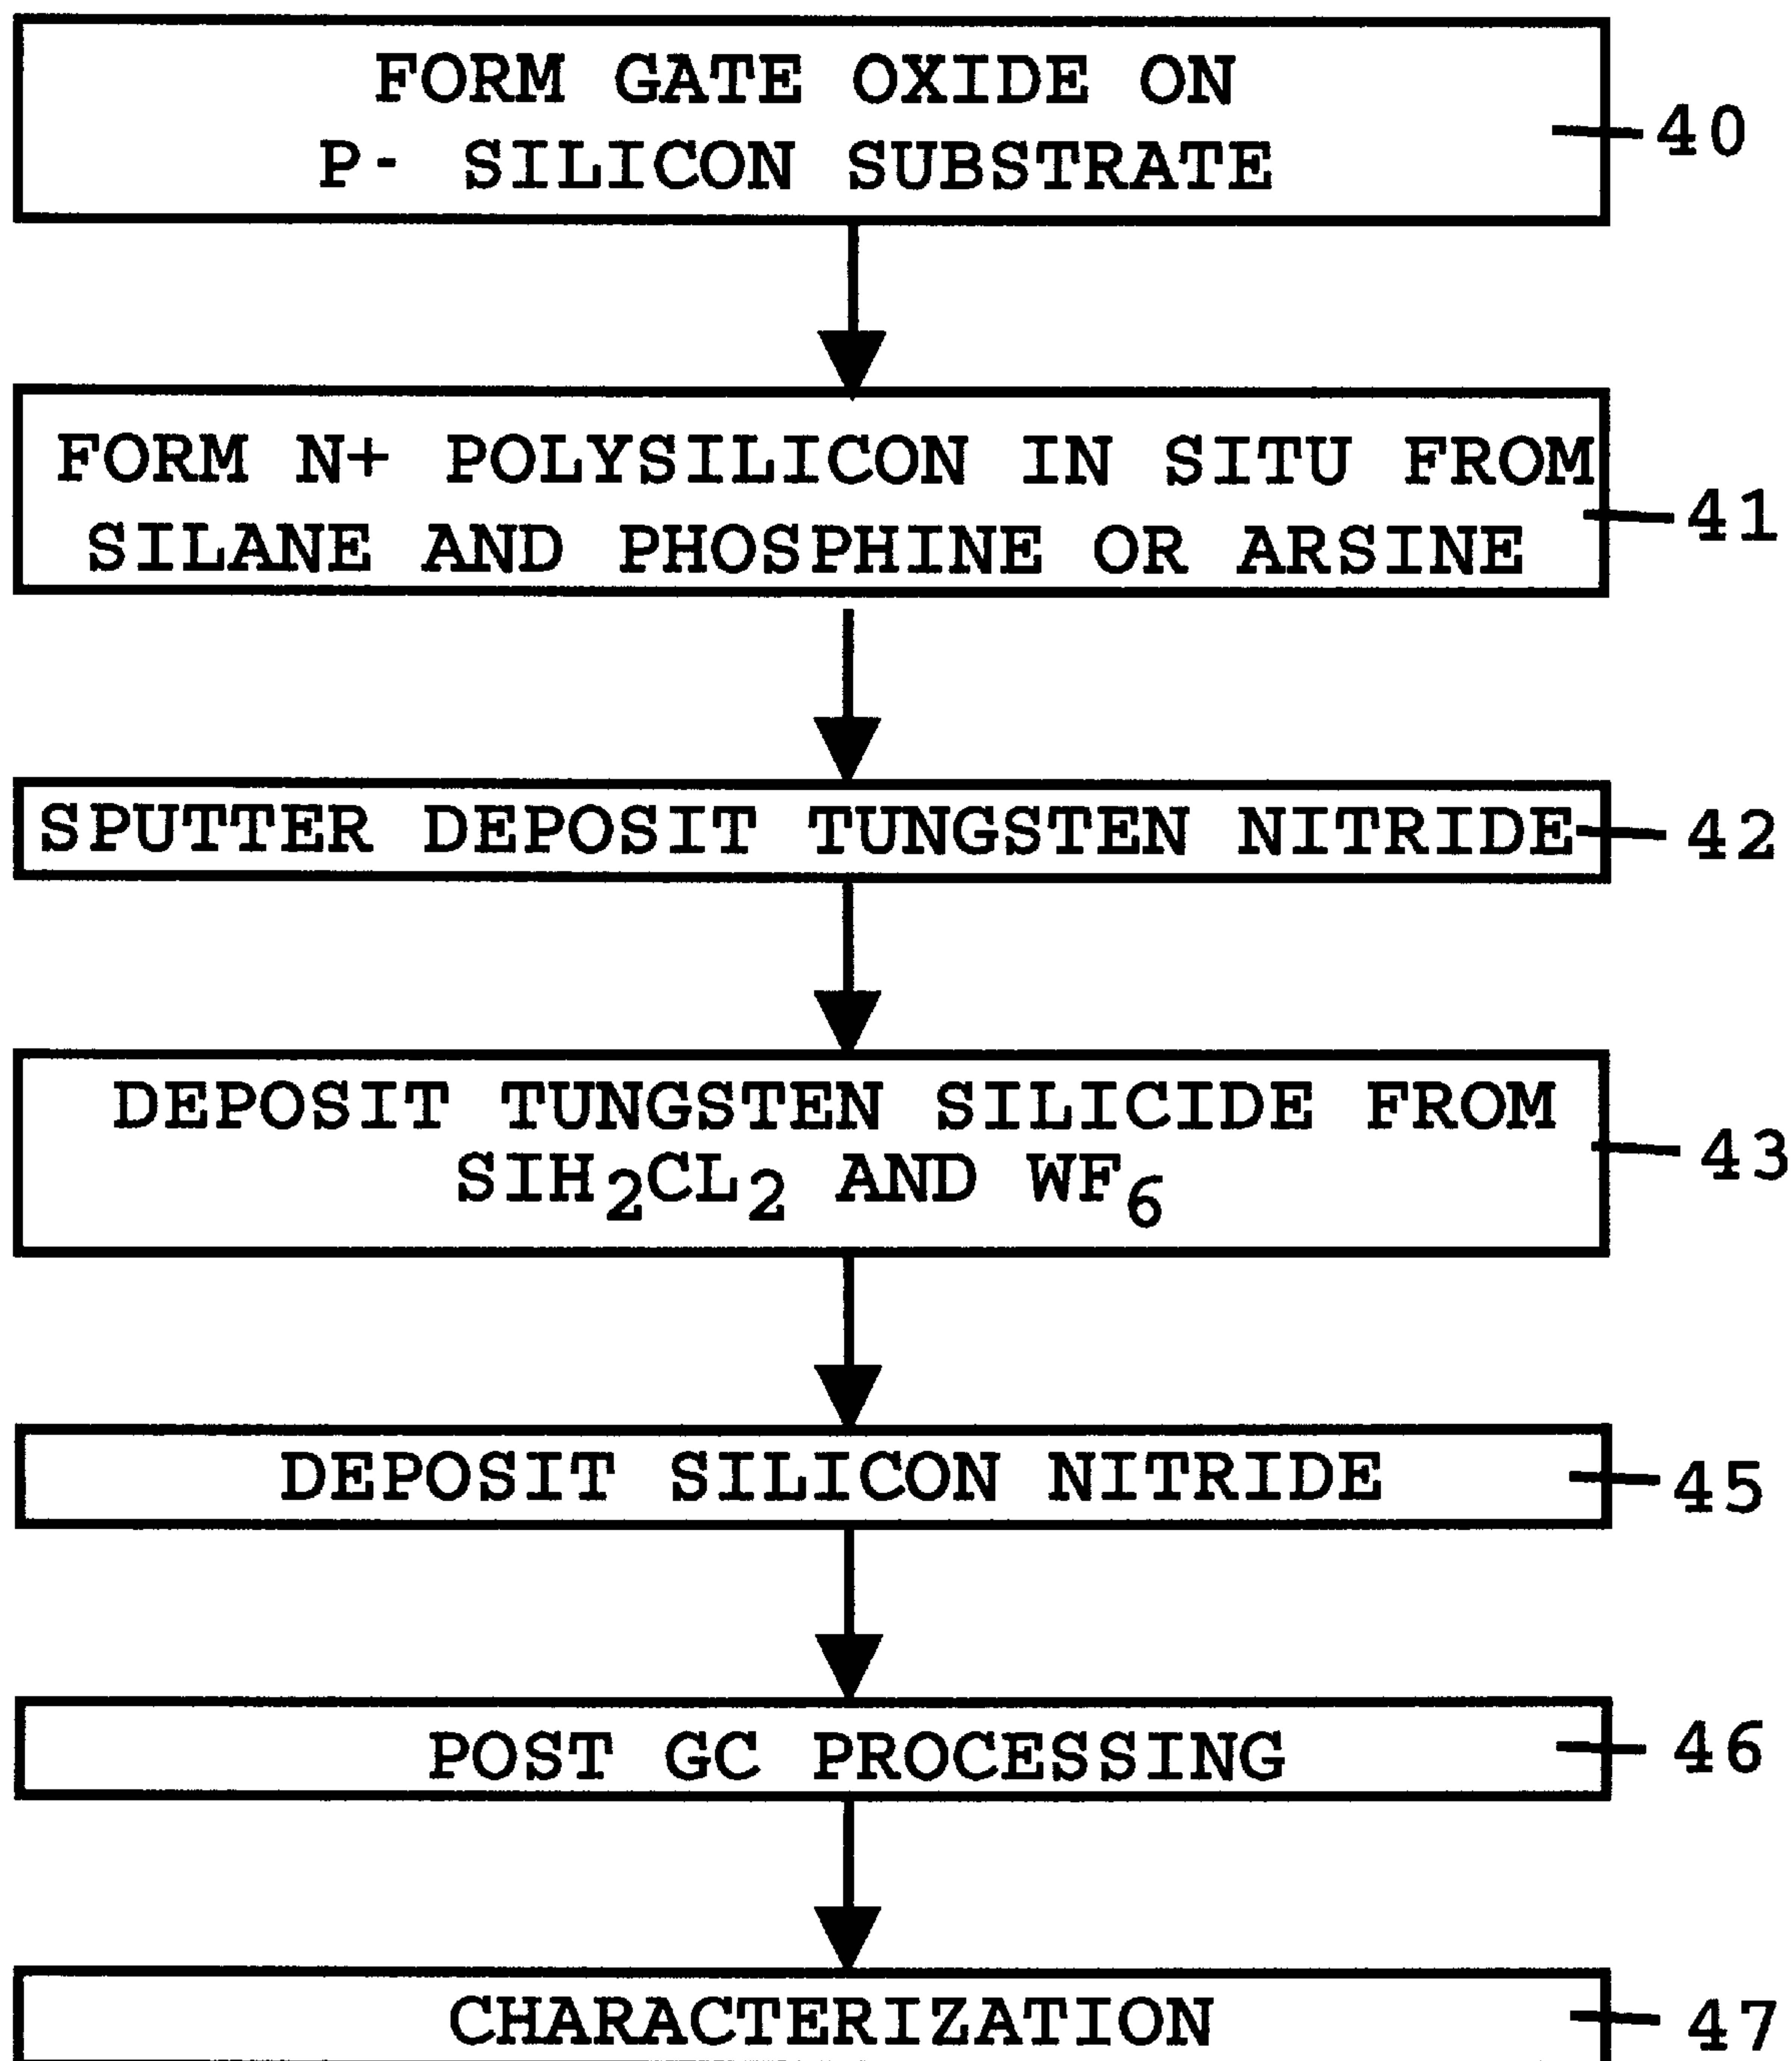 FORM GATE OXIDE ON
P- SILICON SUBSTRATE
40
FORM N+ POLYSILICON IN SITU FROM
SILANE AND PHOSPHINE OR ARSINE
41
SPUTTER DEPOSIT TUNGSTEN NITRIDE
42
DEPOSIT TUNGSTEN SILICIDE FROM
SIH2CL2 AND WF6
43
DEPOSIT SILICON NITRIDE
45
POST GC PROCESSING
46
CHARACTERIZATION
47